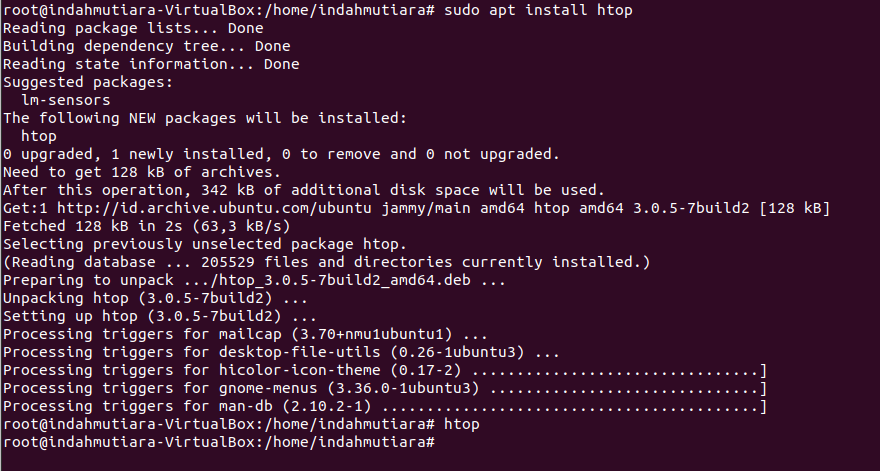 root@indahmutiara-VirtualBox:/home/indahmutiara# sudo apt install htop
Reading package lists... Done
Building dependency tree... Done
Reading state information... Done
Suggested packages:
  lm-sensors
The following NEW packages will be installed:
  htop
0 upgraded, 1 newly installed, 0 to remove and 0 not upgraded.
Need to get 128 kB of archives.
After this operation, 342 kB of additional disk space will be used.
Get:1 http://id.archive.ubuntu.com/ubuntu jammy/main amd64 htop amd64 3.0.5-7build2 [128 kB]
Fetched 128 kB in 2s (63,3 kB/s)
Selecting previously unselected package htop.
(Reading database ... 205529 files and directories currently installed.)
Preparing to unpack .../htop_3.0.5-7build2_amd64.deb ...
Unpacking htop (3.0.5-7build2) ...
Setting up htop (3.0.5-7build2) ...
Processing triggers for mailcap (3.70+nmu1ubuntu1) ...
Processing triggers for desktop-file-utils (0.26-1ubuntu3) ...
Processing triggers for hicolor-icon-theme (0.17-2) ................................]
Processing triggers for gnome-menus (3.36.0-1ubuntu3) ..............................]
Processing triggers for man-db (2.10.2-1) ..........................................]
root@indahmutiara-VirtualBox:/home/indahmutiara# htop
root@indahmutiara-VirtualBox:/home/indahmutiara#